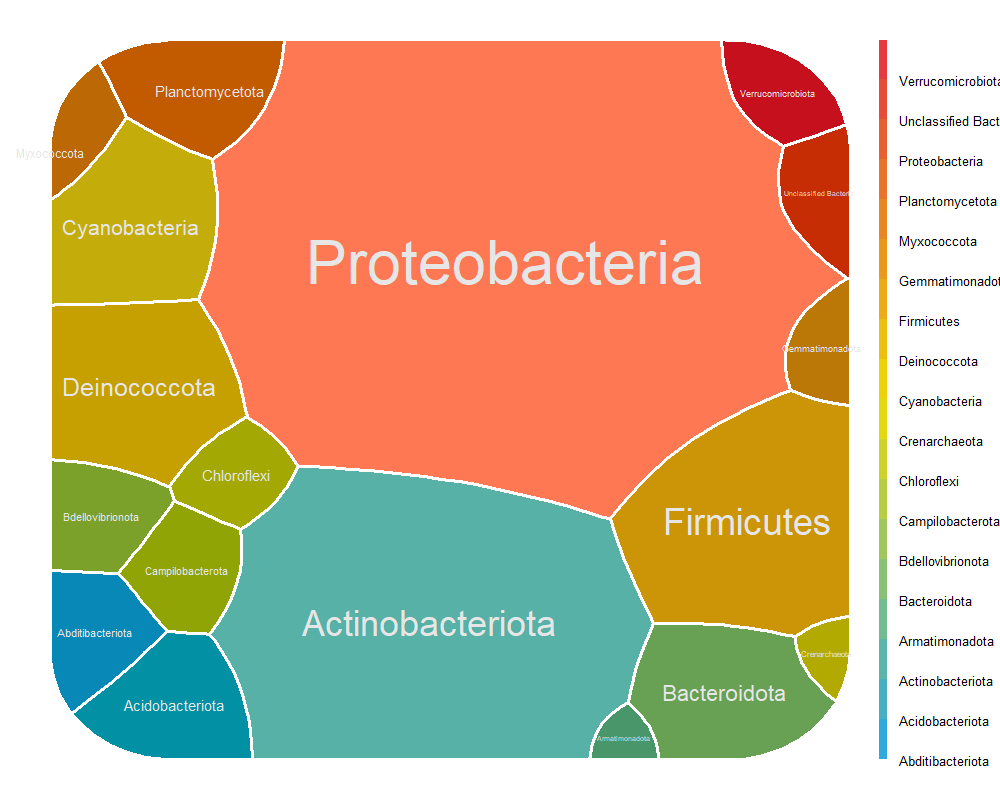 Planctomycetota
Verrucomicrobiota
Myxococcota
Unclassified Bacteri
Cyanobacteria
Proteobacteria
Gemmatimonadota
Deinococcota
Chloroflexi
Firmicutes
Bdellovibrionota
Campilobacterota
Abditibacteriota
Actinobacteriota
Crenarchaeota
Acidobacteriota
Bacteroidota
Armatimonadota
Verrucomicrobiota
Unclassified Bact
Proteobacteria
Planctomycetota
Myxococcota
Gemmatimonadot
Firmicutes
Deinococcota
Cyanobacteria
Crenarchaeota
Chloroflexi
Campilobacterota
Bdellovibrionota
Bacteroidota
Armatimonadota
Actinobacteriota
Acidobacteriota
Abditibacteriota